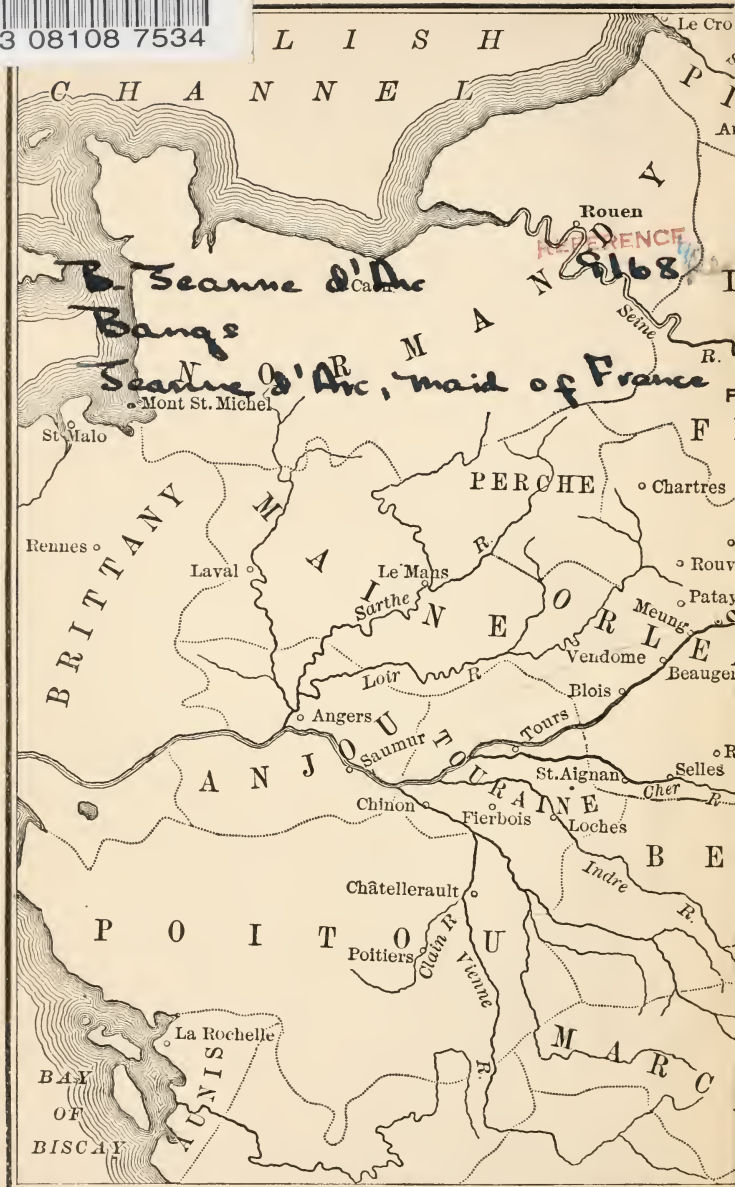 3 08108 7534
L I S H
C H A N N E L
Le Cro
P I
Rouen
REFERENCE
9168
B. Jeanne d'Arc
Caen
Bangs
Seine
R.
Jeanne d'Arc, maid of France
N O R M A N D Y
Mont St. Michel
St. Malo
F
PERCHE
Chartres
BRITTANY
Rennes
M A I N E
Laval
Le Mans
Sarthe R.
Rouv
Patay
Meung
O R L E
Vendome
Beaugen
Loir R
Blois
Angers
Tours
A N J O U
Saumur
T O U R A I N E
St. Aignan
Selles
Cher R
Chinon
Fierbois
Loches
B E
Indre R.
Châtellerault
P O I T O U
Poitiers
Clain R
Vienne R.
La Rochelle
M A R C
AUNIS
BAY
OF
BISCAY